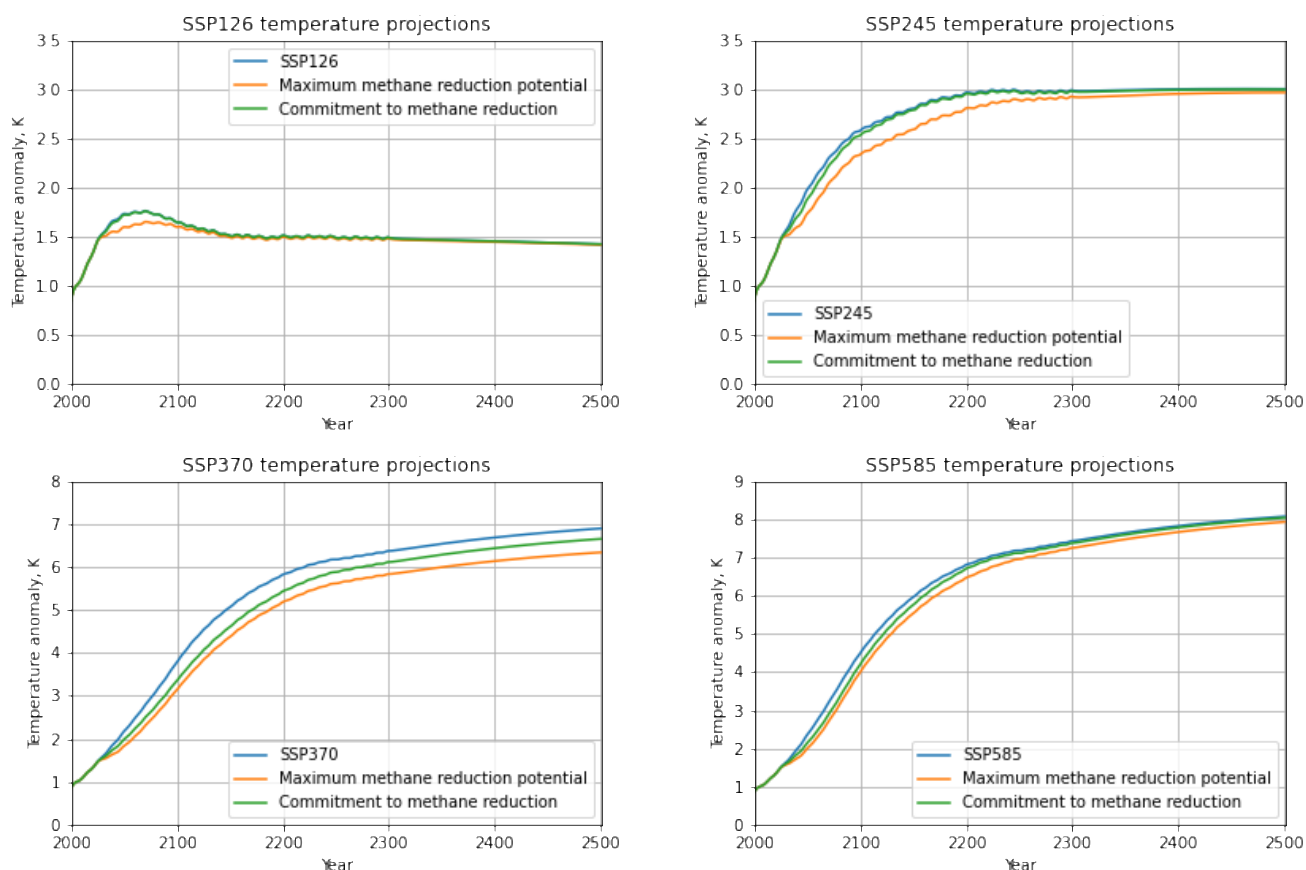 SSP126 temperature projections
Temperature anomaly, K
3.5
3.0
2.5
2.0
1.5
1.0
0.5
0.0
SSP126
Maximum methane reduction potential
Commitment to methane reduction
2000 2100 2200 2300 2400 2500
Year
SSP245 temperature projections
Temperature anomaly, K
3.5
3.0
2.5
2.0
1.5
1.0
0.5
0.0
SSP245
Maximum methane reduction potential
Commitment to methane reduction
2000 2100 2200 2300 2400 2500
Year
SSP370 temperature projections
Temperature anomaly, K
8
7
6
5
4
3
2
1
0
SSP370
Maximum methane reduction potential
Commitment to methane reduction
2000 2100 2200 2300 2400 2500
Year
SSP585 temperature projections
Temperature anomaly, K
9
8
7
6
5
4
3
2
1
0
SSP585
Maximum methane reduction potential
Commitment to methane reduction
2000 2100 2200 2300 2400 2500
Year